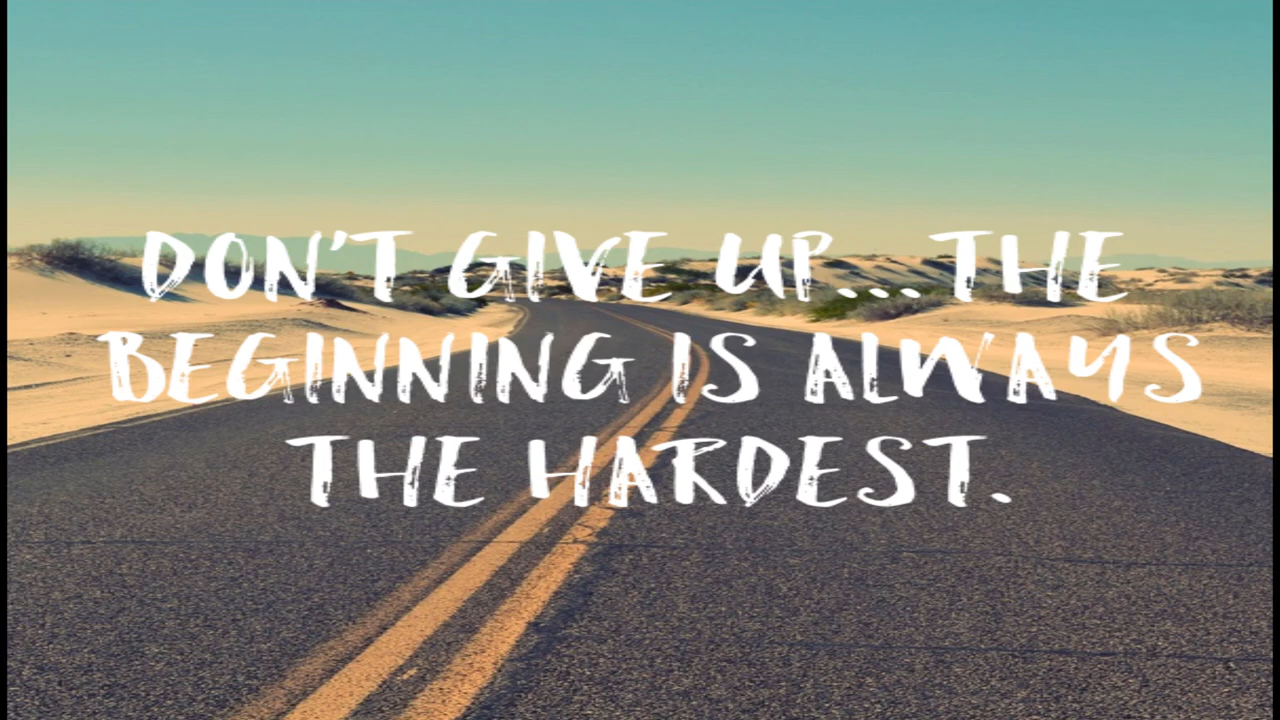 DON'T GIVE UP...THE
BEGINNING IS ALWAYS
THE HARDEST.